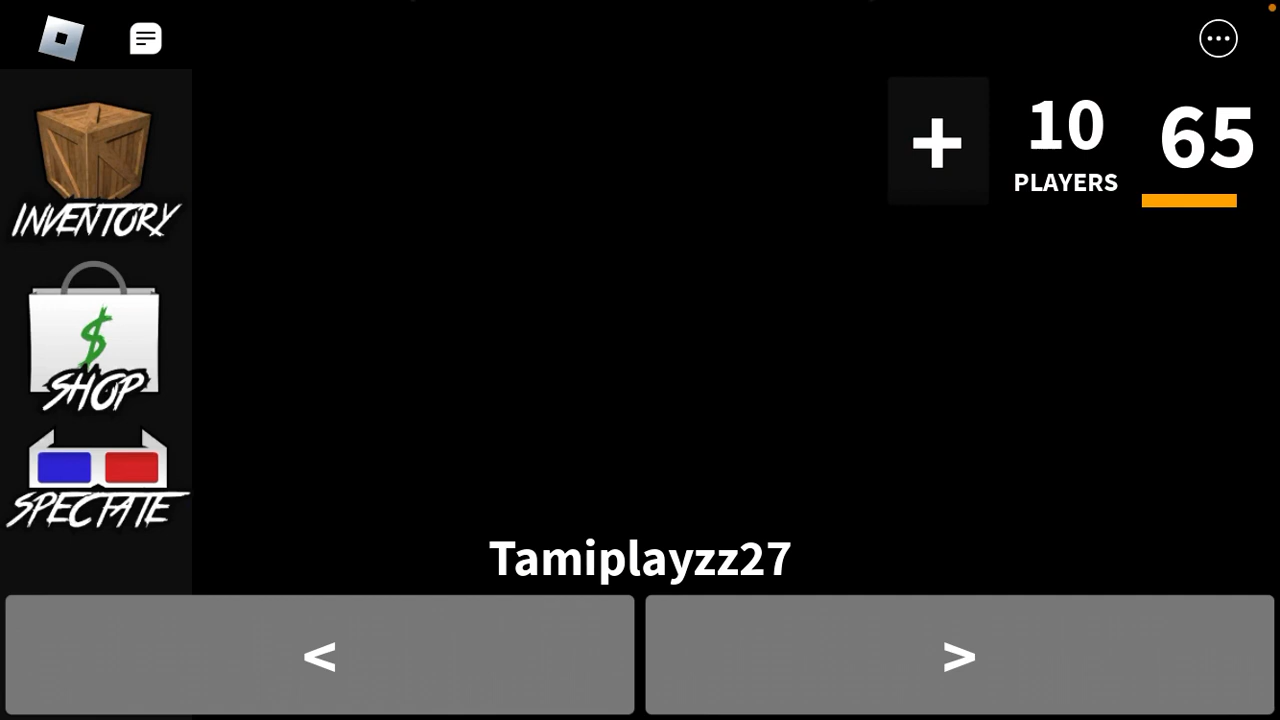 +
10
65
PLAYERS
INVENTORY
$
SHOP
SPECTATE
Tamiplayzz27
< >